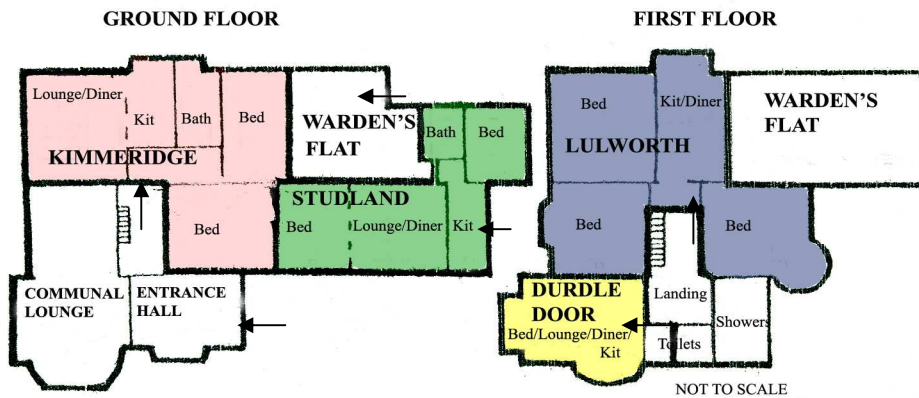 GROUND FLOOR
Lounge/Diner
Kit
Bath
Bed
KIMMERIDGE
WARDEN'S
FLAT
Bath
Bed
STUDLAND
Bed
Bed
Lounge/Diner
Kit
COMMUNAL
LOUNGE
ENTRANCE
HALL
FIRST FLOOR
Bed
Kit/Diner
WARDEN'S
FLAT
LULWORTH
Bed
Bed
DURDLE
DOOR
Bed/Lounge/Diner/
Kit
Landing
Showers
Toilets
NOT TO SCALE